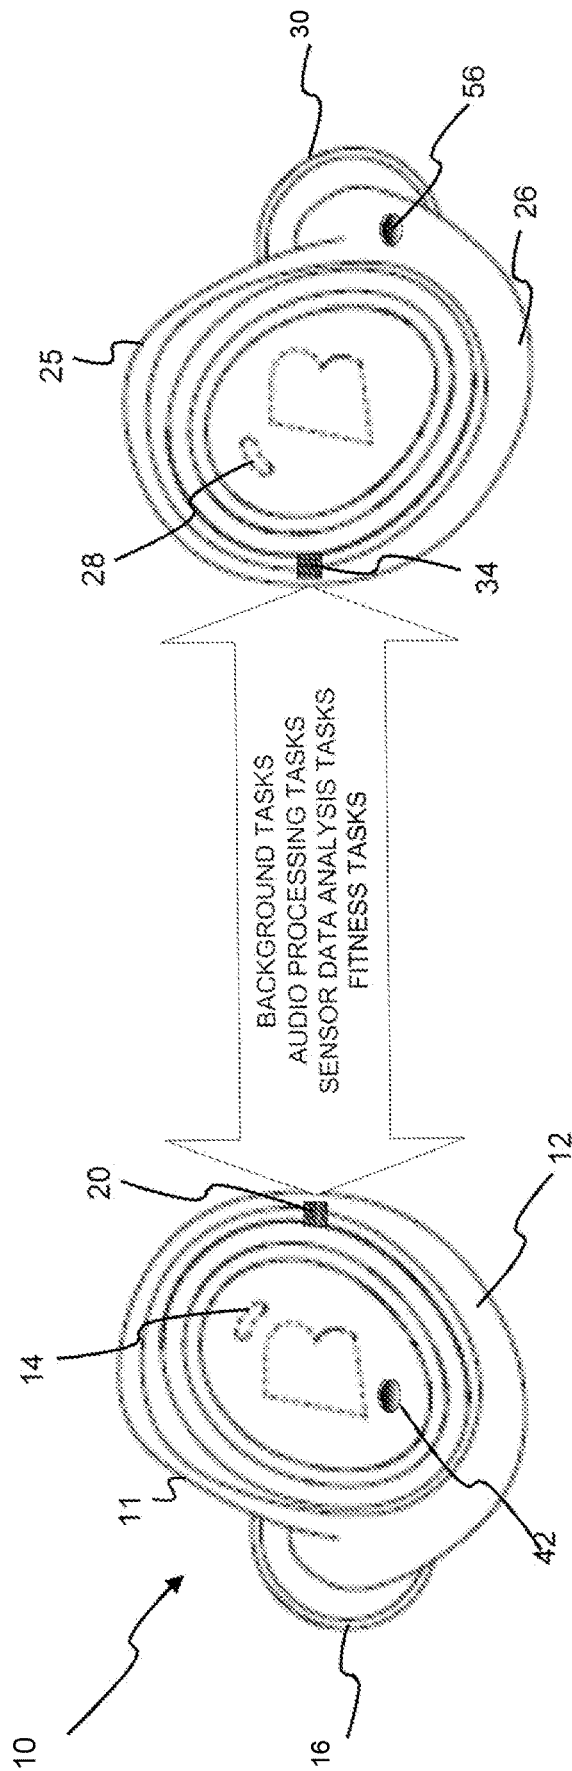 10
14
25
20
28
11
BACKGROUND TASKS
AUDIO PROCESSING TASKS
SENSOR DATA ANALYSIS TASKS
FITNESS TASKS
B
B
30
16
56
34
26
42
12